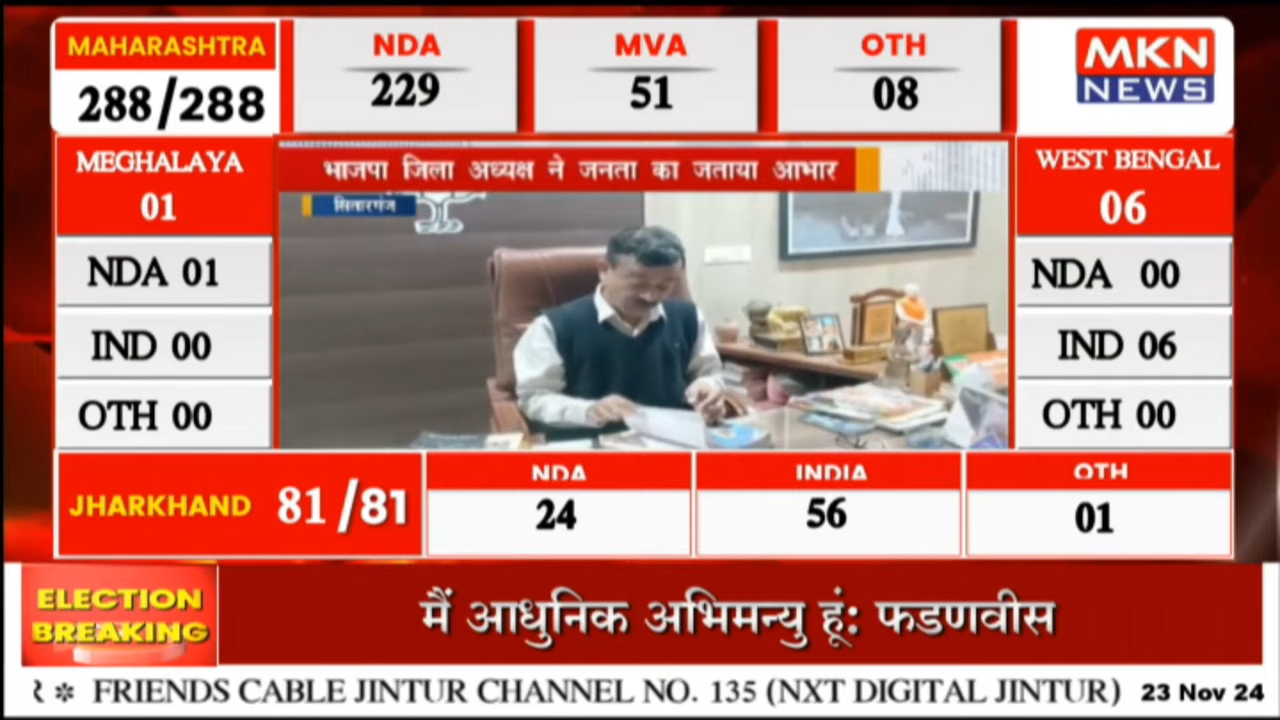 MAHARASHTRA
288/288
NDA
229
MVA
51
OTH
08
MKN
NEWS
MEGHALAYA
01
NDA 01
IND 00
OTH 00
भाजपा जिला अध्यक्ष ने जनता का जताया आभार
सितारगंज
WEST BENGAL
06
NDA 00
IND 06
OTH 00
JHARKHAND 81/81
NDA
24
INDIA
56
OTH
01
ELECTION
BREAKING
मैं आधुनिक अभिमन्यु हूं: फडणवीस
R * FRIENDS CABLE JINTUR CHANNEL NO. 135 (NXT DIGITAL JINTUR)
23 Nov 24